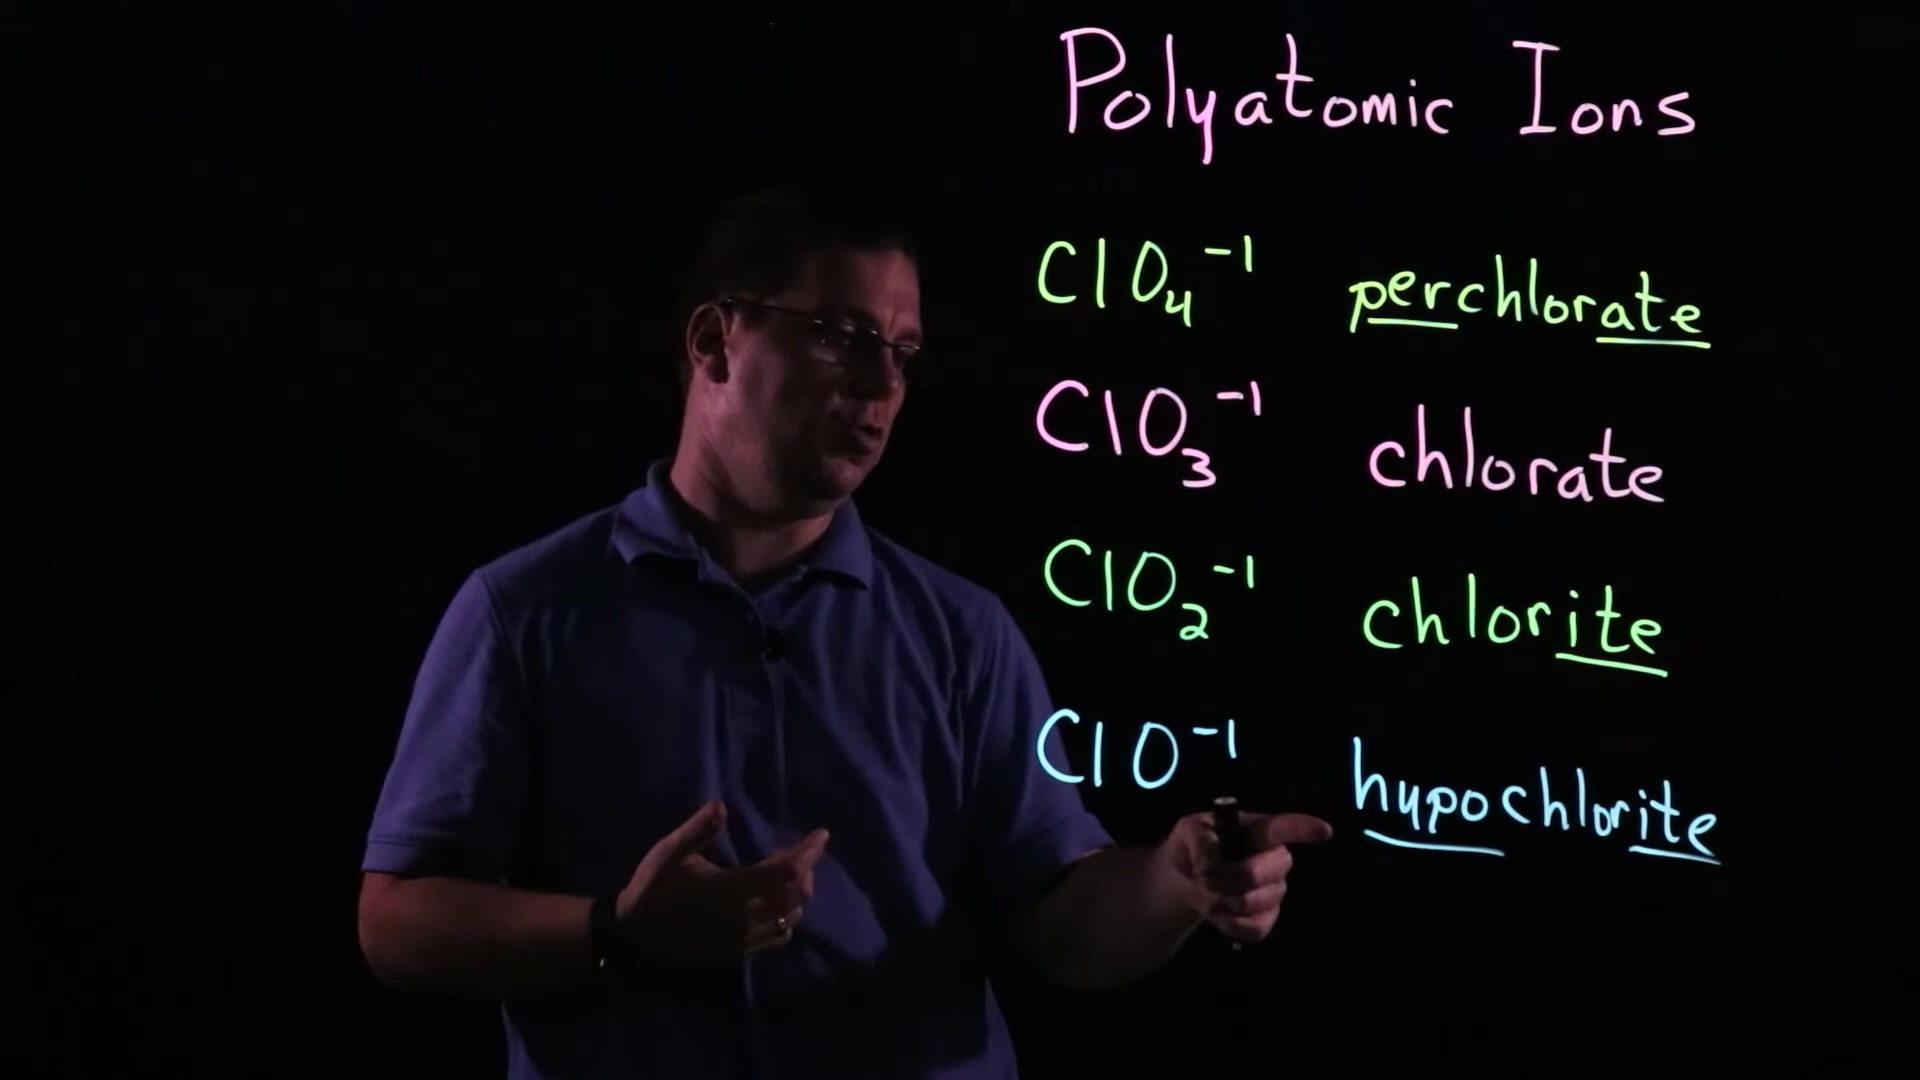 Polyatomic Ions
ClO₄⁻¹ perchlorate
ClO₃⁻¹ chlorate
ClO₂⁻¹ chlorite
ClO⁻¹ hypochlorite